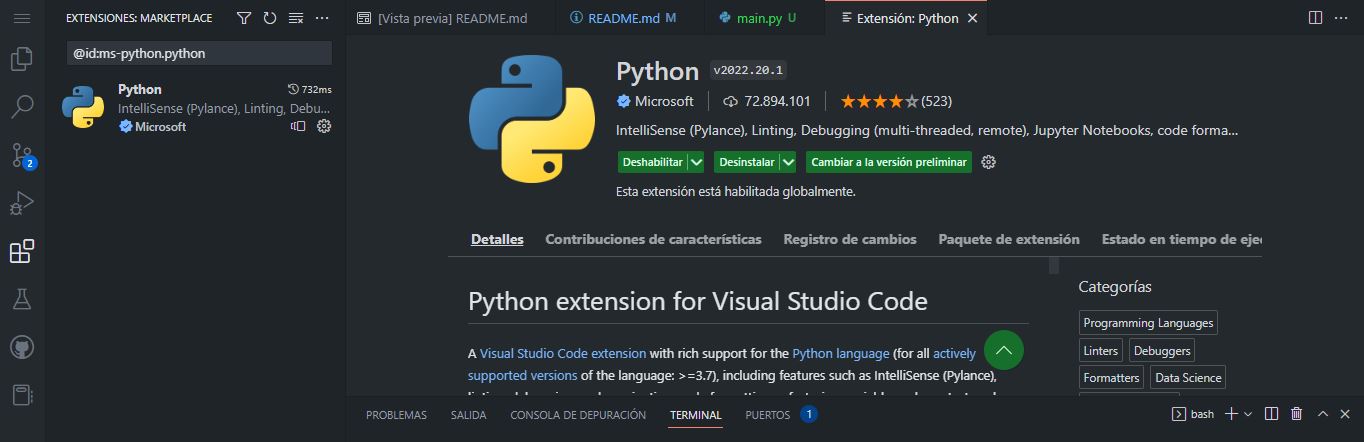 EXTENSIONES: MARKETPLACE
@id:ms-python.python
Python 732ms
IntelliSense (Pylance), Linting, Debu...
Microsoft
2
[Vista previa] README.md
README.md M
main.py U
Extensión: Python
Python v2022.20.1
Microsoft 72.894.101 (523)
IntelliSense (Pylance), Linting, Debugging (multi-threaded, remote), Jupyter Notebooks, code forma...
Deshabilitar Desinstalar Cambiar a la versión preliminar
Esta extensión está habilitada globalmente.
Detalles Contribuciones de características Registro de cambios Paquete de extensión Estado en tiempo de ejec
Python extension for Visual Studio Code
A Visual Studio Code extension with rich support for the Python language (for all actively
supported versions of the language: >=3.7), including features such as IntelliSense (Pylance),
Categorías
Programming Languages
Linters Debuggers
Formatters Data Science
PROBLEMAS SALIDA CONSOLA DE DEPURACIÓN TERMINAL PUERTOS 1
bash